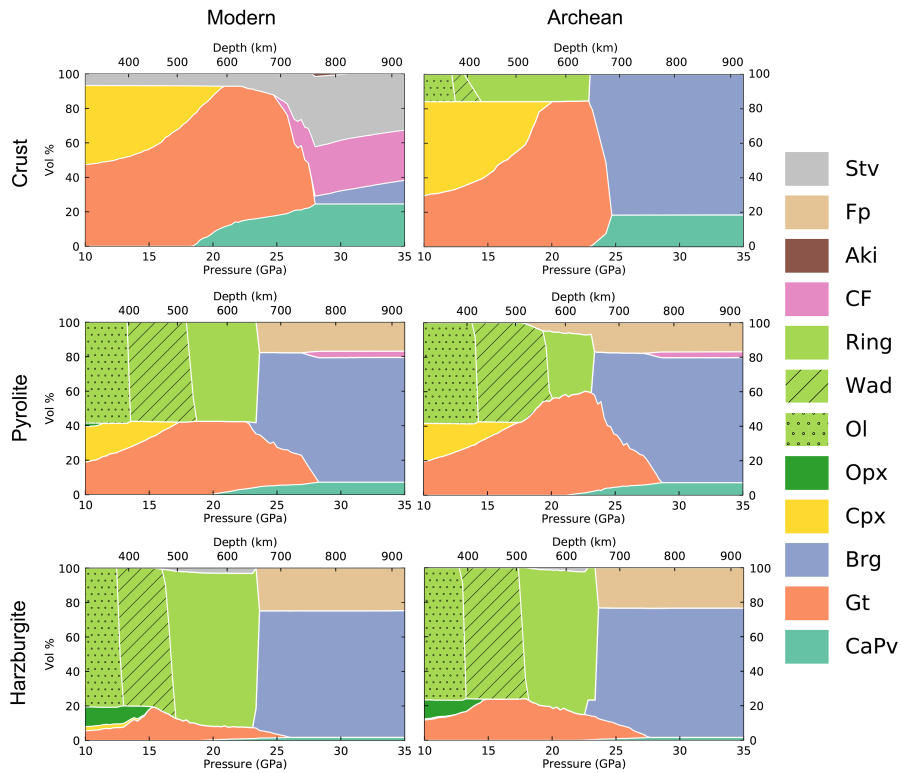 Modern Archean
Depth (km) Depth (km)
400 500 600 700 800 900 400 500 600 700 800 900
Crust
Vol %
100 80 60 40 20 0
100 80 60 40 20 0
10 15 20 25 30 35 10 15 20 25 30 35
Pressure (GPa) Pressure (GPa)
Depth (km) Depth (km)
400 500 600 700 800 900 400 500 600 700 800 900
Pyrolite
Vol %
100 80 60 40 20 0
100 80 60 40 20 0
10 15 20 25 30 35 10 15 20 25 30 35
Pressure (GPa) Pressure (GPa)
Depth (km) Depth (km)
400 500 600 700 800 900 400 500 600 700 800 900
Harzburgite
Vol %
100 80 60 40 20 0
100 80 60 40 20 0
10 15 20 25 30 35 10 15 20 25 30 35
Pressure (GPa) Pressure (GPa)
Stv
Fp
Aki
CF
Ring
Wad
Ol
Opx
Cpx
Brg
Gt
CaPv